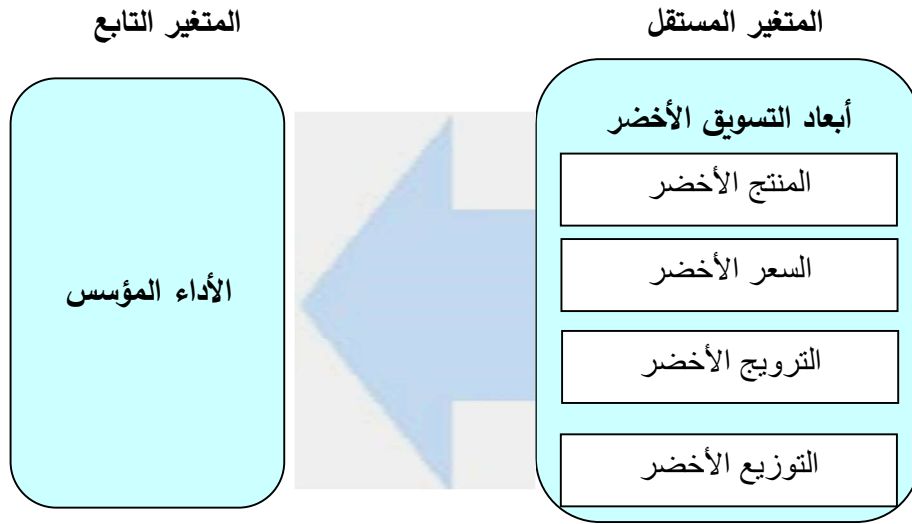 المتغير المستقل
المتغير التابع
أبعاد التسويق الأخضر
المنتج الأخضر
السعر الأخضر
الترويج الأخضر
التوزيع الأخضر
الأداء المؤسس